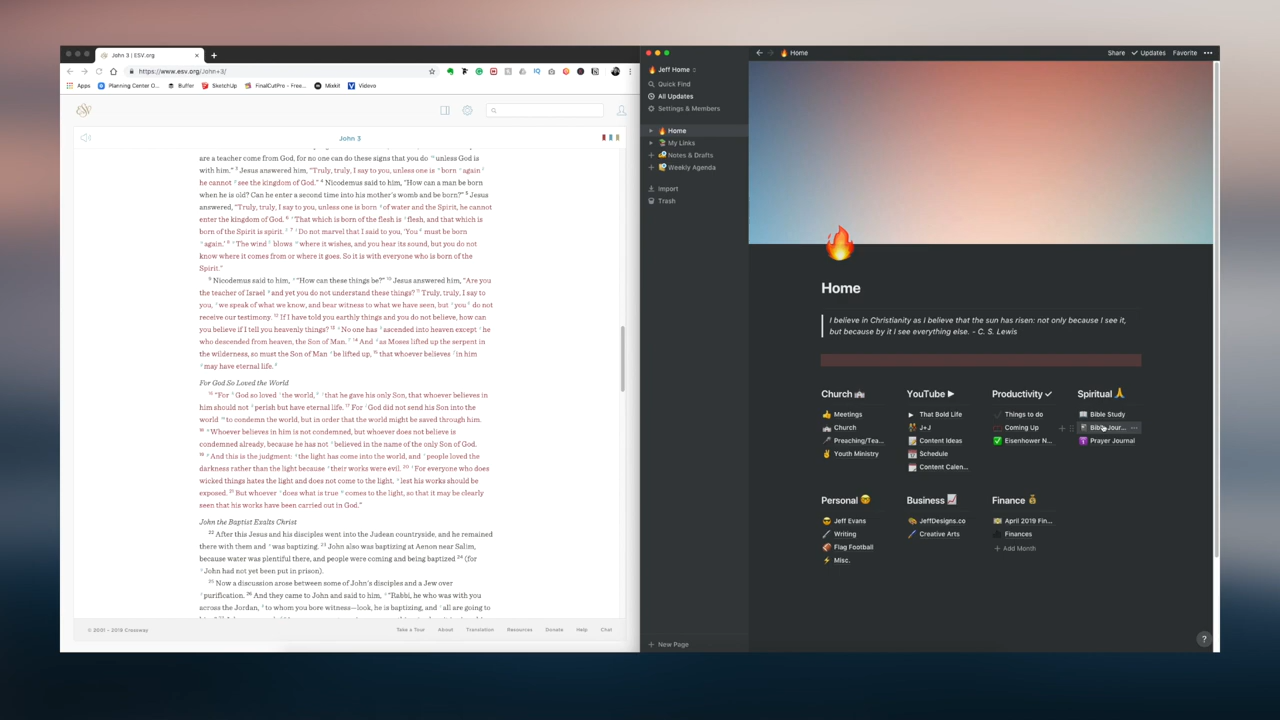 John 3 | ESV.org
https://www.esv.org/John+3/
Apps
Planning Center O...
Buffer
SketchUp
FinalCutPro - Free...
Mixkit
Videvo
John 3
are a teacher come from God, for no one can do these signs that you do unless God is
with him." 3 Jesus answered him, "Truly, truly, I say to you, unless one is born again
he cannot see the kingdom of God." 4 Nicodemus said to him, "How can a man be born
when he is old? Can he enter a second time into his mother's womb and be born?" 5 Jesus
answered, "Truly, truly, I say to you, unless one is born of water and the Spirit, he cannot
enter the kingdom of God. 6 That which is born of the flesh is flesh, and that which is
born of the Spirit is spirit. 7 Do not marvel that I said to you, 'You must be born
again.' 8 The wind blows where it wishes, and you hear its sound, but you do not
know where it comes from or where it goes. So it is with everyone who is born of the
Spirit."
9 Nicodemus said to him, "How can these things be?" 10 Jesus answered him, "Are you
the teacher of Israel and yet you do not understand these things? 11 Truly, truly, I say to
you, we speak of what we know, and bear witness to what we have seen, but you do not
receive our testimony. 12 If I have told you earthly things and you do not believe, how can
you believe if I tell you heavenly things? 13 No one has ascended into heaven except he
who descended from heaven, the Son of Man. 14 And as Moses lifted up the serpent in
the wilderness, so must the Son of Man be lifted up, 15 that whoever believes in him
may have eternal life.
For God So Loved the World
16 "For God so loved the world, that he gave his only Son, that whoever believes in
him should not perish but have eternal life. 17 For God did not send his Son into the
world to condemn the world, but in order that the world might be saved through him.
18 Whoever believes in him is not condemned, but whoever does not believe is
condemned already, because he has not believed in the name of the only Son of God.
19 And this is the judgment: the light has come into the world, and people loved the
darkness rather than the light because their works were evil. 20 For everyone who does
wicked things hates the light and does not come to the light, lest his works should be
exposed. 21 But whoever does what is true comes to the light, so that it may be clearly
seen that his works have been carried out in God."
John the Baptist Exalts Christ
22 After this Jesus and his disciples went into the Judean countryside, and he remained
there with them and was baptizing. 23 John also was baptizing at Aenon near Salim,
because water was plentiful there, and people were coming and being baptized 24 (for
John had not yet been put in prison).
25 Now a discussion arose between some of John's disciples and a Jew over
purification. 26 And they came to John and said to him, "Rabbi, he who was with you
across the Jordan, to whom you bore witness—look, he is baptizing, and all are going to
© 2001 – 2019 Crossway
Take a Tour
About
Translation
Resources
Donate
Help
Chat
Jeff Home
Quick Find
All Updates
Settings & Members
Home
My Links
Notes & Drafts
Weekly Agenda
Import
Trash
New Page
Home
Share
Updates
Favorite
Home
I believe in Christianity as I believe that the sun has risen: not only because I see it,
but because by it I see everything else. - C. S. Lewis
Church
Meetings
Church
Preaching/Tea...
Youth Ministry
YouTube
That Bold Life
J+J
Content Ideas
Schedule
Content Calen...
Productivity
Things to do
Coming Up
Eisenhower N...
Spiritual
Bible Study
Bible Jour...
Prayer Journal
Personal
Jeff Evans
Writing
Flag Football
Misc.
Business
JeffDesigns.co
Creative Arts
Finance
April 2019 Fin...
Finances
Add Month